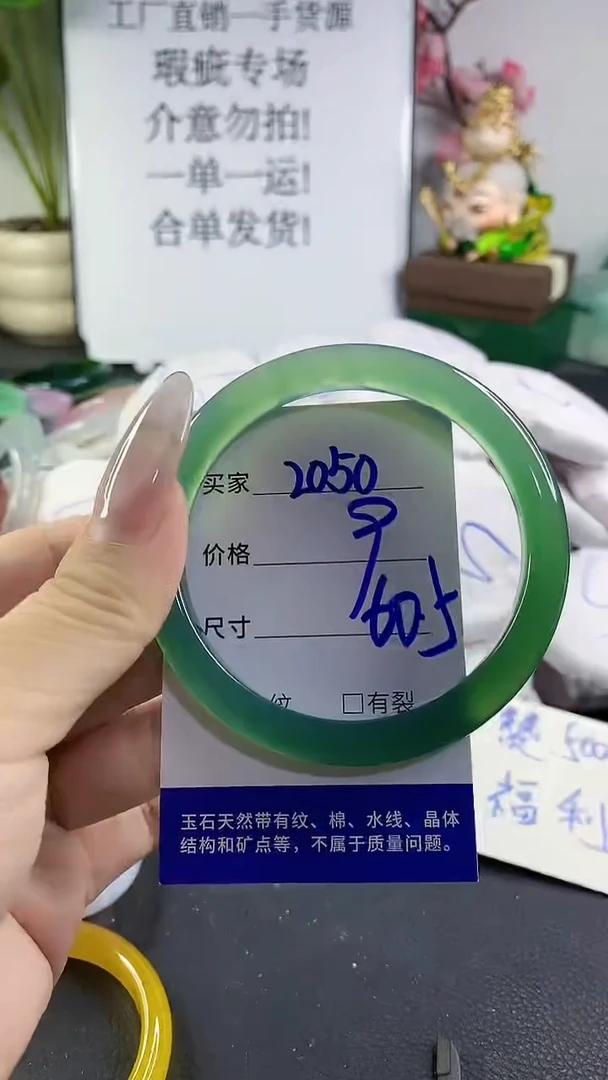 工厂直销一手货源
瑕疵专场
介意勿拍!
一单一运!
合单发货!
买家 2050
号
价格
尺寸 60.5
纹 □有裂
玉石天然带有纹、棉、水线、晶体
结构和矿点等，不属于质量问题。
500
福利